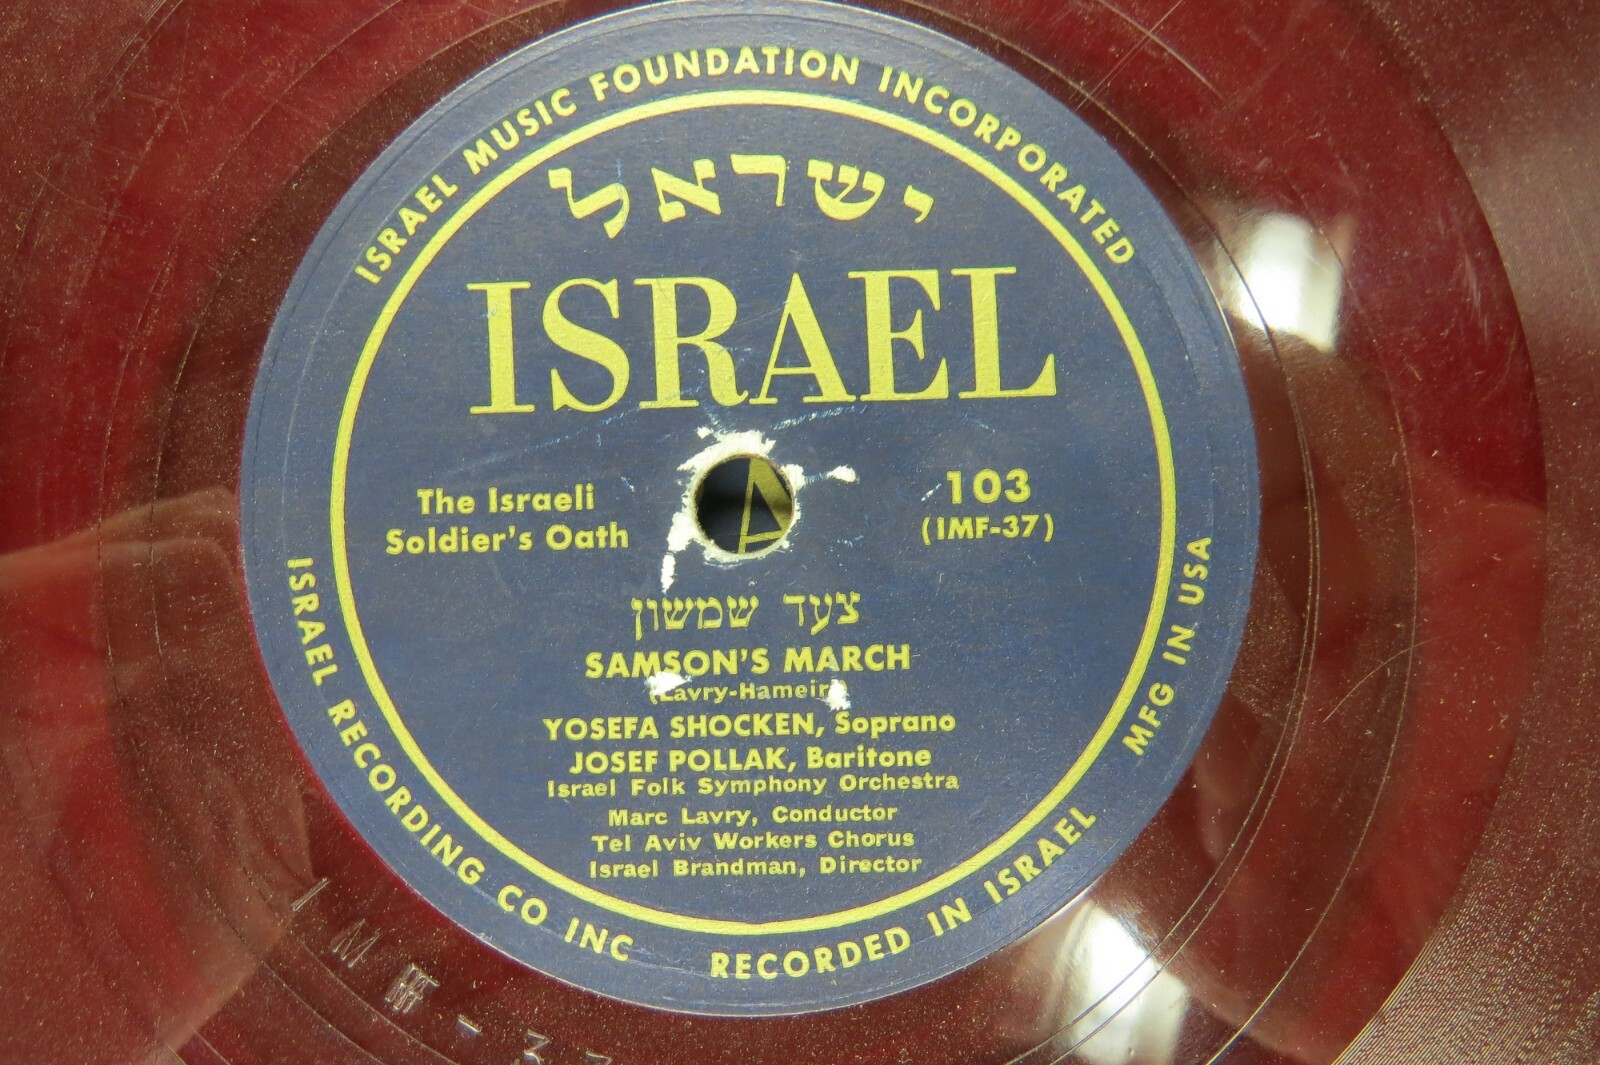 ISRAEL MUSIC FOUNDATION INCORPORATED
ישראל
ISRAEL
The Israeli
Soldier's Oath
103
(IMF-37)
צעד שמשון
SAMSON'S MARCH
(Lavry-Hameiri)
YOSEFA SHOCKEN, Soprano
JOSEF POLLAK, Baritone
Israel Folk Symphony Orchestra
Marc Lavry, Conductor
Tel Aviv Workers Chorus
Israel Brandman, Director
ISRAEL RECORDING CO INC
RECORDED IN ISRAEL
MFG IN USA